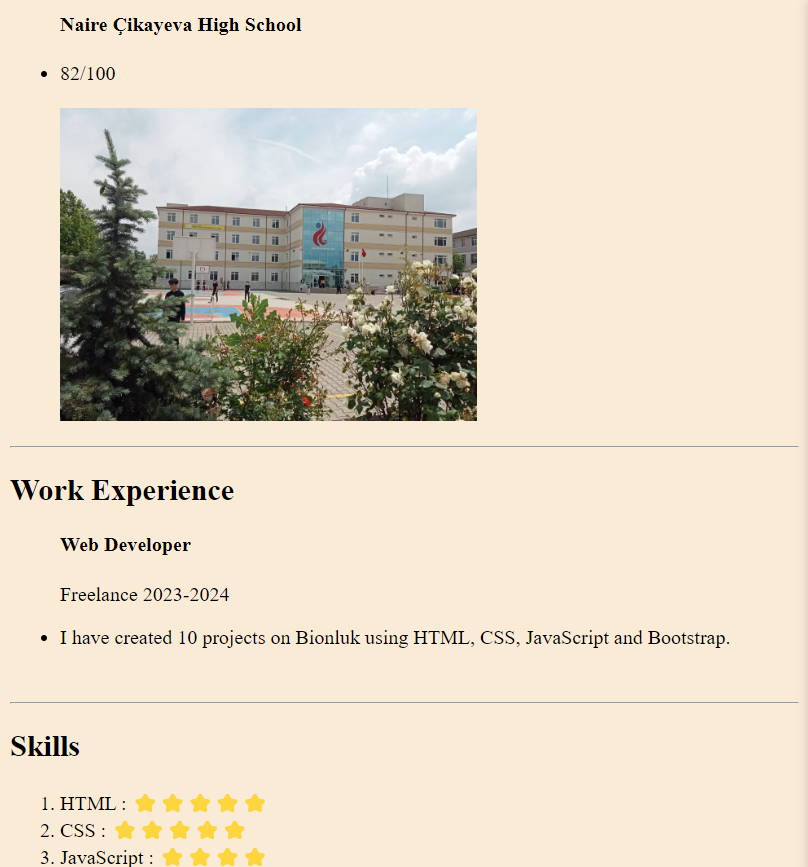 Naire Çikayeva High School
82/100
Work Experience
Web Developer
Freelance 2023-2024
I have created 10 projects on Bionluk using HTML, CSS, JavaScript and Bootstrap.
Skills
1. HTML :
2. CSS :
3. JavaScript :